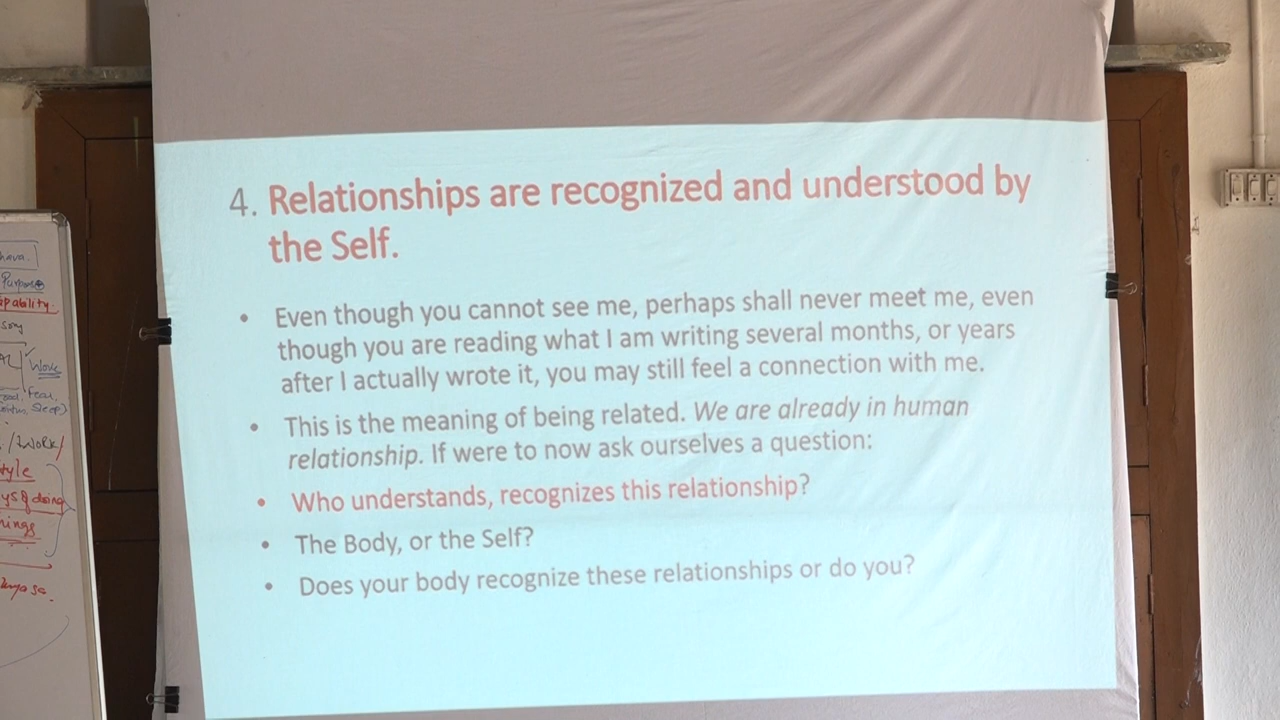 4. Relationships are recognized and understood by
the Self.
• Even though you cannot see me, perhaps shall never meet me, even
though you are reading what I am writing several months, or years
after I actually wrote it, you may still feel a connection with me.
• This is the meaning of being related. We are already in human
relationship. If were to now ask ourselves a question:
• Who understands, recognizes this relationship?
• The Body, or the Self?
• Does your body recognize these relationships or do you?
Work
Fear,
Sleep)
/Work/